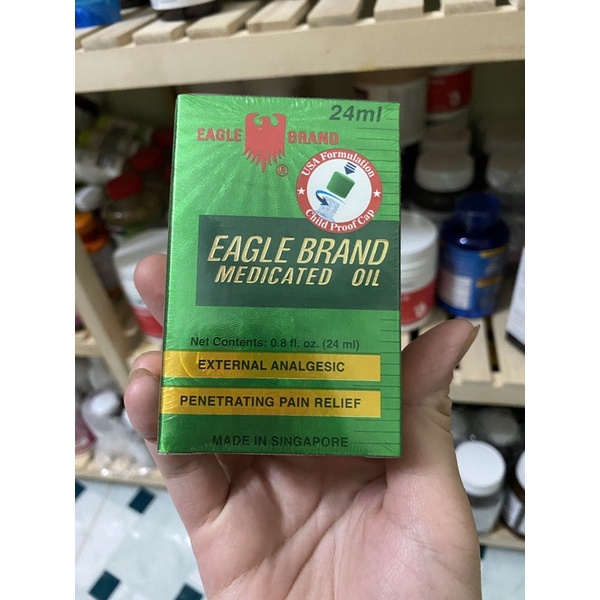 24ml
EAGLE BRAND
USA Formulation
Child Proof Cap
EAGLE BRAND
MEDICATED OIL
Net Contents: 0.8 fl. oz. (24 ml)
EXTERNAL ANALGESIC
PENETRATING PAIN RELIEF
MADE IN SINGAPORE